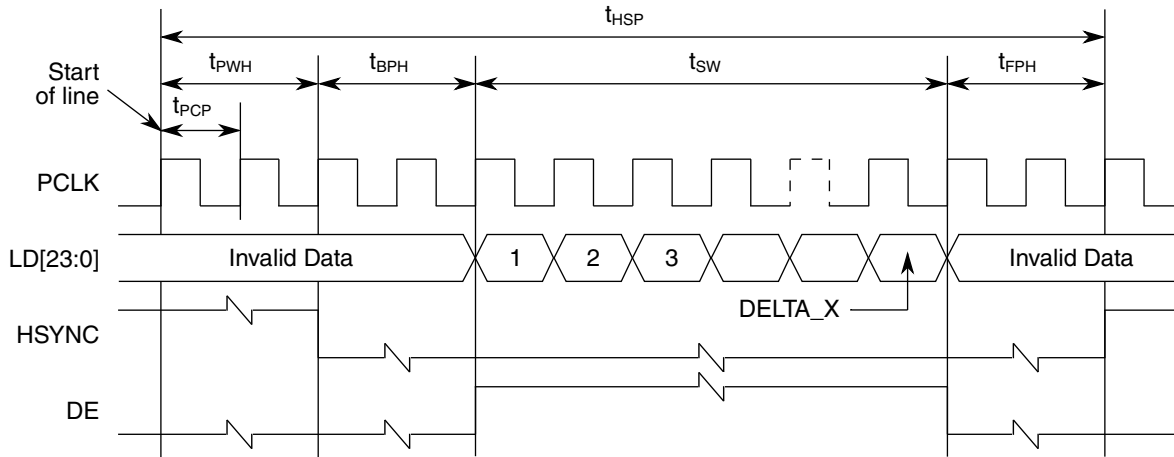 tHSP
tPWH
tBPH
tSW
tFPH
Start
of line
tPCP
PCLK
LD[23:0]
Invalid Data
1
2
3
Invalid Data
DELTA_X
HSYNC
DE